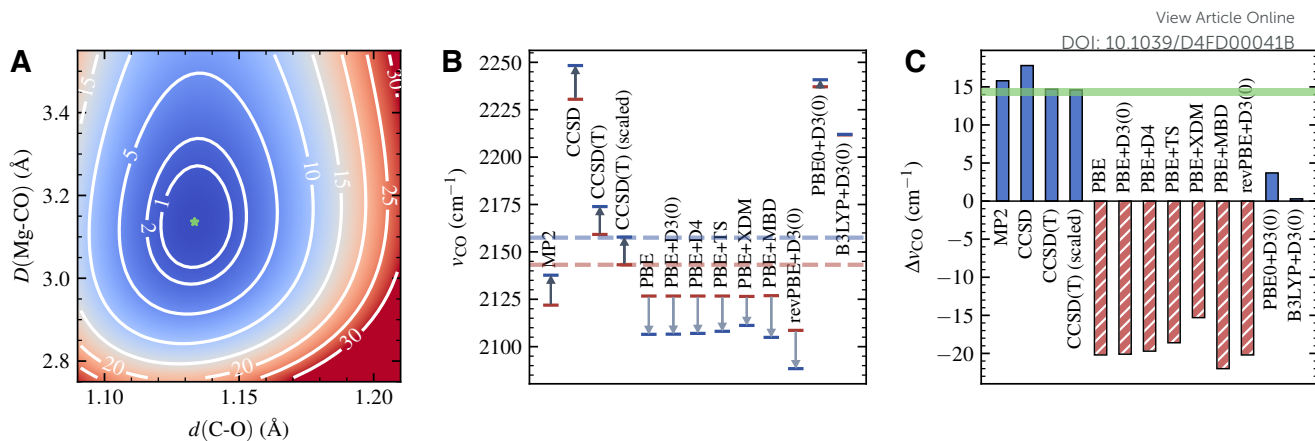 View Article Online
DOI: 10.1039/D4FD00041B
A
D(Mg-CO) (Å)
3.4
3.2
3.0
2.8
1.10
1.15
1.20
d(C-O) (Å)
15
5
2
1
10
15
20
25
30
20
30
B
νCO (cm−1)
2250
2225
2200
2175
2150
2125
2100
MP2
CCSD
CCSD(T)
CCSD(T) (scaled)
PBE
PBE+D3(0)
PBE+D4
PBE+TS
PBE+XDM
PBE+MBD
revPBE+D3(0)
PBE0+D3(0)
B3LYP+D3(0)
C
ΔνCO (cm−1)
15
10
5
0
−5
−10
−15
−20
MP2
CCSD
CCSD(T)
CCSD(T) (scaled)
PBE
PBE+D3(0)
PBE+D4
PBE+TS
PBE+XDM
PBE+MBD
revPBE+D3(0)
PBE0+D3(0)
B3LYP+D3(0)